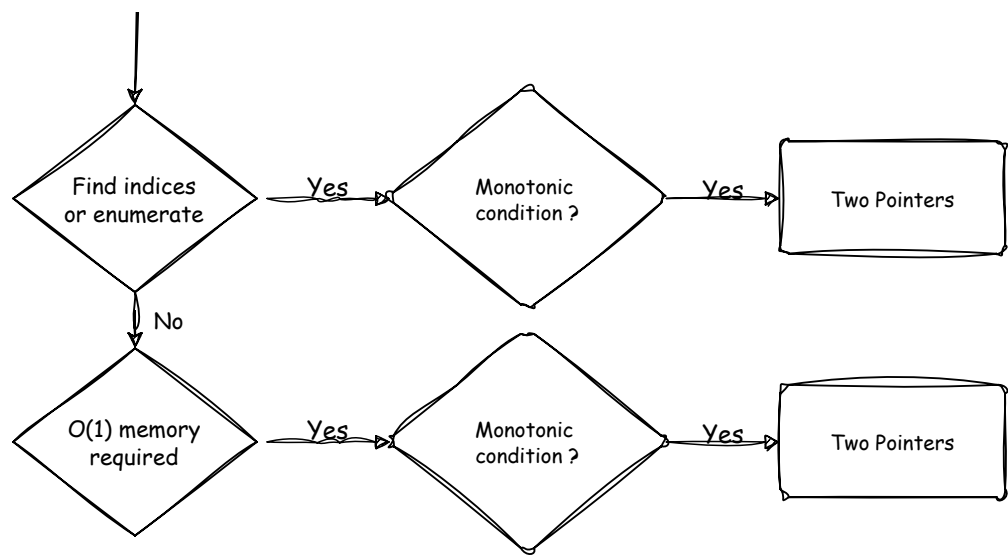 Find indices
or enumerate
Yes
Monotonic
condition ?
Yes
Two Pointers
No
O(1) memory
required
Yes
Monotonic
condition ?
Yes
Two Pointers